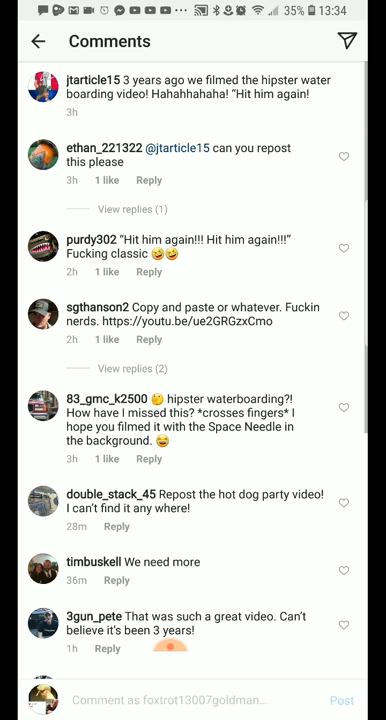 35% 13:34
Comments
jtarticle15 3 years ago we filmed the hipster water
boarding video! Hahahhahaha! “Hit him again!
3h
ethan_221322 @jtarticle15 can you repost
this please
3h 1 like Reply
View replies (1)
purdy302 “Hit him again!!! Hit him again!!!”
Fucking classic 🤣🤣
2h 1 like Reply
sgthanson2 Copy and paste or whatever. Fuckin
nerds. https://youtu.be/ue2GRGzxCmo
2h 1 like Reply
View replies (2)
83_gmc_k2500 🤔 hipster waterboarding?!
How have I missed this? *crosses fingers* I
hope you filmed it with the Space Needle in
the background. 😂
3h 1 like Reply
double_stack_45 Repost the hot dog party video!
I can’t find it any where!
28m Reply
timbuskell We need more
36m Reply
3gun_pete That was such a great video. Can’t
believe it’s been 3 years!
1h Reply
Comment as foxtrot13007goldman... Post